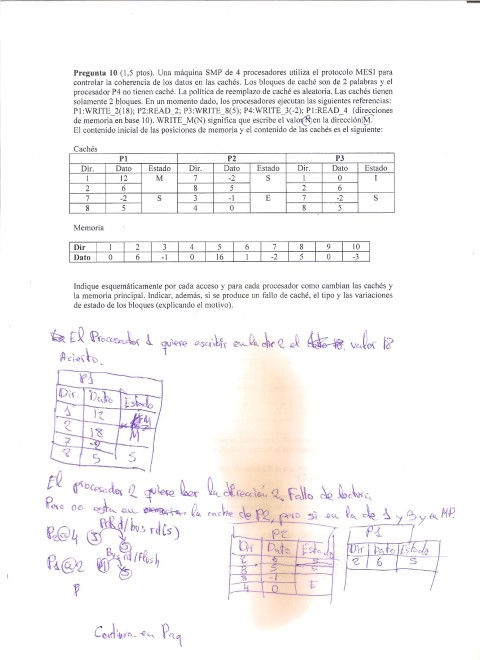 Pregunta 10 (1,5 ptos). Una máquina SMP de 4 procesadores utiliza el protocolo MESI para
controlar la coherencia de los datos en las cachés. Los bloques de caché son de 2 palabras y el
procesador P4 no tienen caché. La política de reemplazo de caché es aleatoria. Las cachés tienen
solamente 2 bloques. En un momento dado, los procesadores ejecutan las siguientes referencias:
P1:WRITE_2(18); P2:READ_2; P3:WRITE_8(5); P4:WRITE_3(-2); P1:READ_4 (direcciones
de memoria en base 10). WRITE_M(N) significa que escribe el valor N en la dirección M.
El contenido inicial de las posiciones de memoria y el contenido de las cachés es el siguiente:
Cachés
P1 P2 P3
Dir. Dato Estado Dir. Dato Estado Dir. Dato Estado
1 12 M 7 -2 S 1 0 I
2 6 8 5 2 6
7 -2 S 3 -1 E 7 -2 S
8 5 4 0 8 5
Memoria
Dir 1 2 3 4 5 6 7 8 9 10
Dato 0 6 -1 0 16 1 -2 5 0 -3
Indique esquemáticamente por cada acceso y para cada procesador como cambian las cachés y
la memoria principal. Indicar, además, si se produce un fallo de caché, el tipo y las variaciones
de estado de los bloques (explicando el motivo).
El Procesador 1 quiere escribir en la dir 2 el valor 18
Acierto.
P1
Dir. Dato Estado
1 12
2 18 M
7 -2
8 5 S
El procesador 2 quiere leer la dirección 2. Fallo de lectura
Pero no esta en la cache de P2, pero si en la de 1 y 3 y en MP.
P2 P1
Dir Dato Estado Dir Dato Estado
2 6 S
3 -1
4 0 E
P1@2
Continua en Pag